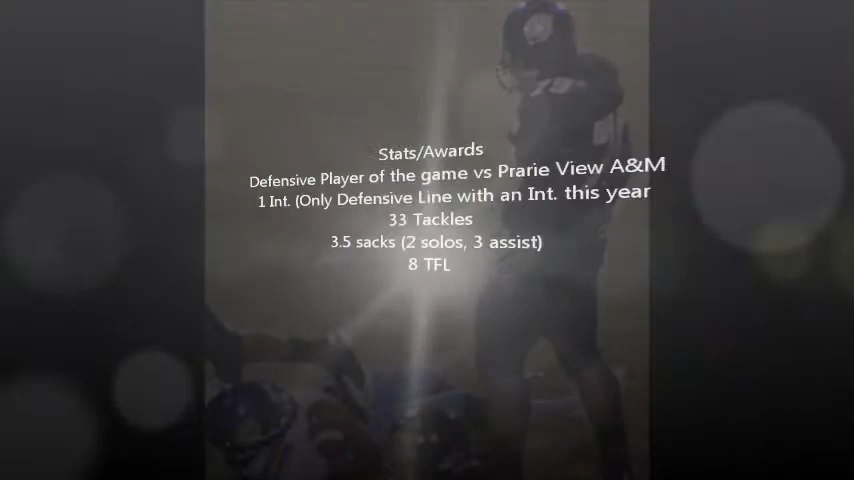 Stats/Awards
Defensive Player of the game vs Prarie View A&M
1 Int. (Only Defensive Line with an Int. this year
33 Tackles
3.5 sacks (2 solos, 3 assist)
8 TFL